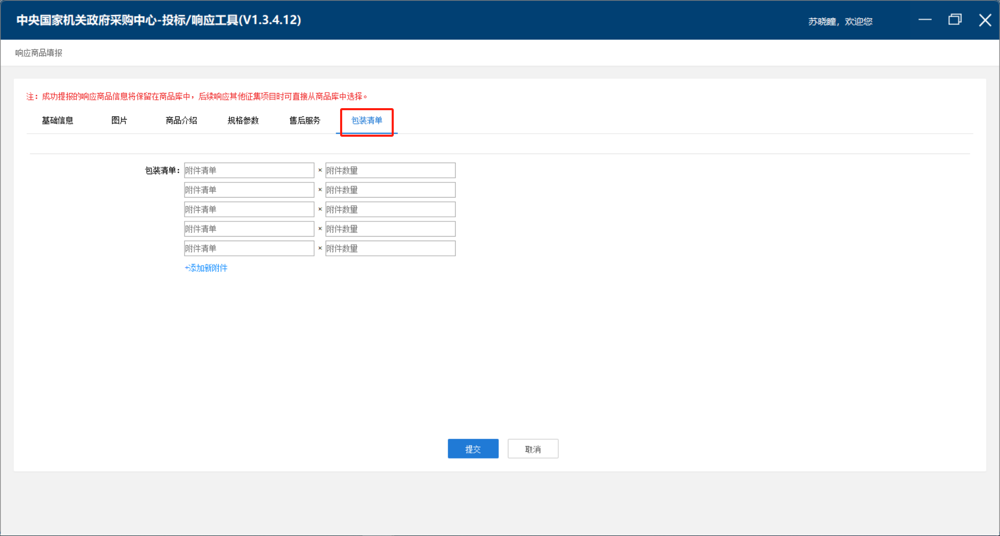 中央国家机关政府采购中心-投标/响应工具(V1.3.4.12)
苏晓瞳，欢迎您
响应商品填报
注：成功提报的响应商品信息将保留在商品库中，后续响应其他征集项目时可直接从商品库中选择。
基础信息 图片 商品介绍 规格参数 售后服务 包装清单
包装清单： 附件清单 × 附件数量
附件清单 × 附件数量
附件清单 × 附件数量
附件清单 × 附件数量
附件清单 × 附件数量
+添加新附件
提交 取消